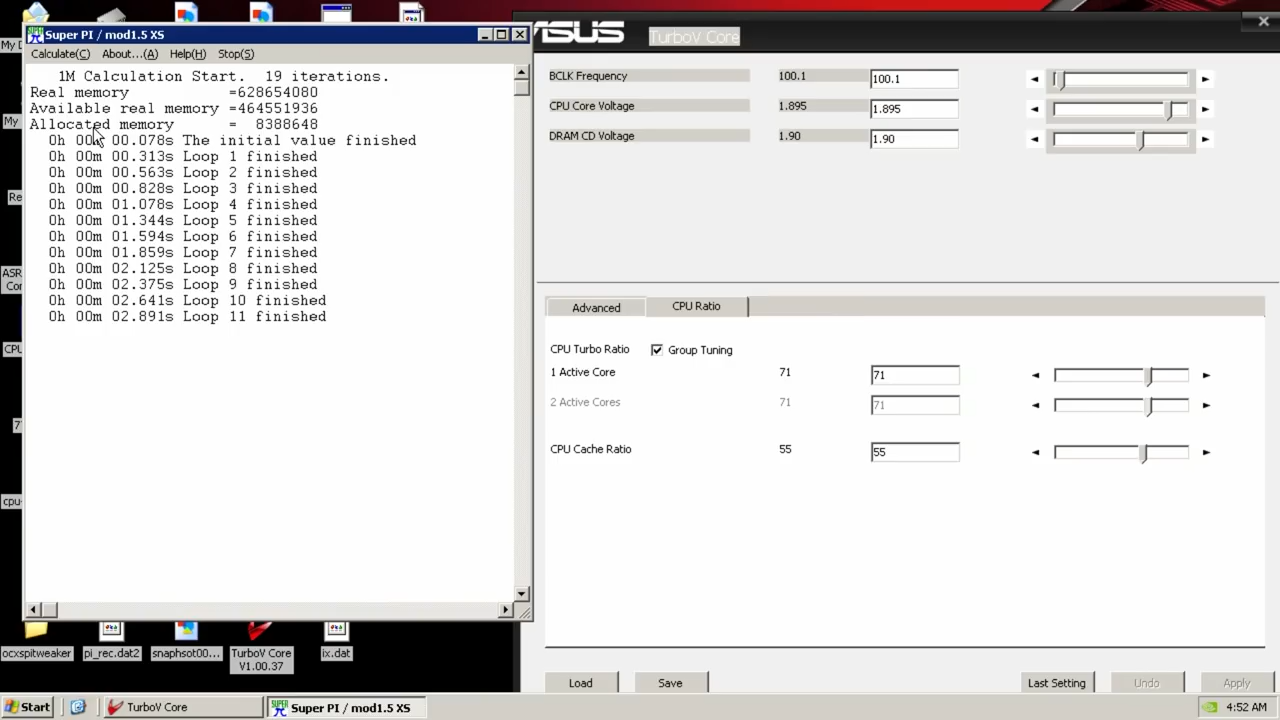 Super PI / mod1.5 XS
Calculate(C) About...(A) Help(H) Stop(S)
1M Calculation Start. 19 iterations.
Real memory =628654080
Available real memory =464551936
Allocated memory = 8388648
0h 00m 00.078s The initial value finished
0h 00m 00.313s Loop 1 finished
0h 00m 00.563s Loop 2 finished
0h 00m 00.828s Loop 3 finished
0h 00m 01.078s Loop 4 finished
0h 00m 01.344s Loop 5 finished
0h 00m 01.594s Loop 6 finished
0h 00m 01.859s Loop 7 finished
0h 00m 02.125s Loop 8 finished
0h 00m 02.375s Loop 9 finished
0h 00m 02.641s Loop 10 finished
0h 00m 02.891s Loop 11 finished
ASUS TurboV Core
BCLK Frequency 100.1 100.1
CPU Core Voltage 1.895 1.895
DRAM CD Voltage 1.90 1.90
Advanced CPU Ratio
CPU Turbo Ratio Group Tuning
1 Active Core 71 71
2 Active Cores 71 71
CPU Cache Ratio 55 55
Load Save Last Setting Undo Apply
My
Re
ASR
Co
CPU
7
cpu
ocxspitweaker pi_rec.dat2 snaphsot00... TurboV Core V1.00.37 ix.dat
Start TurboV Core Super PI / mod1.5 XS 4:52 AM